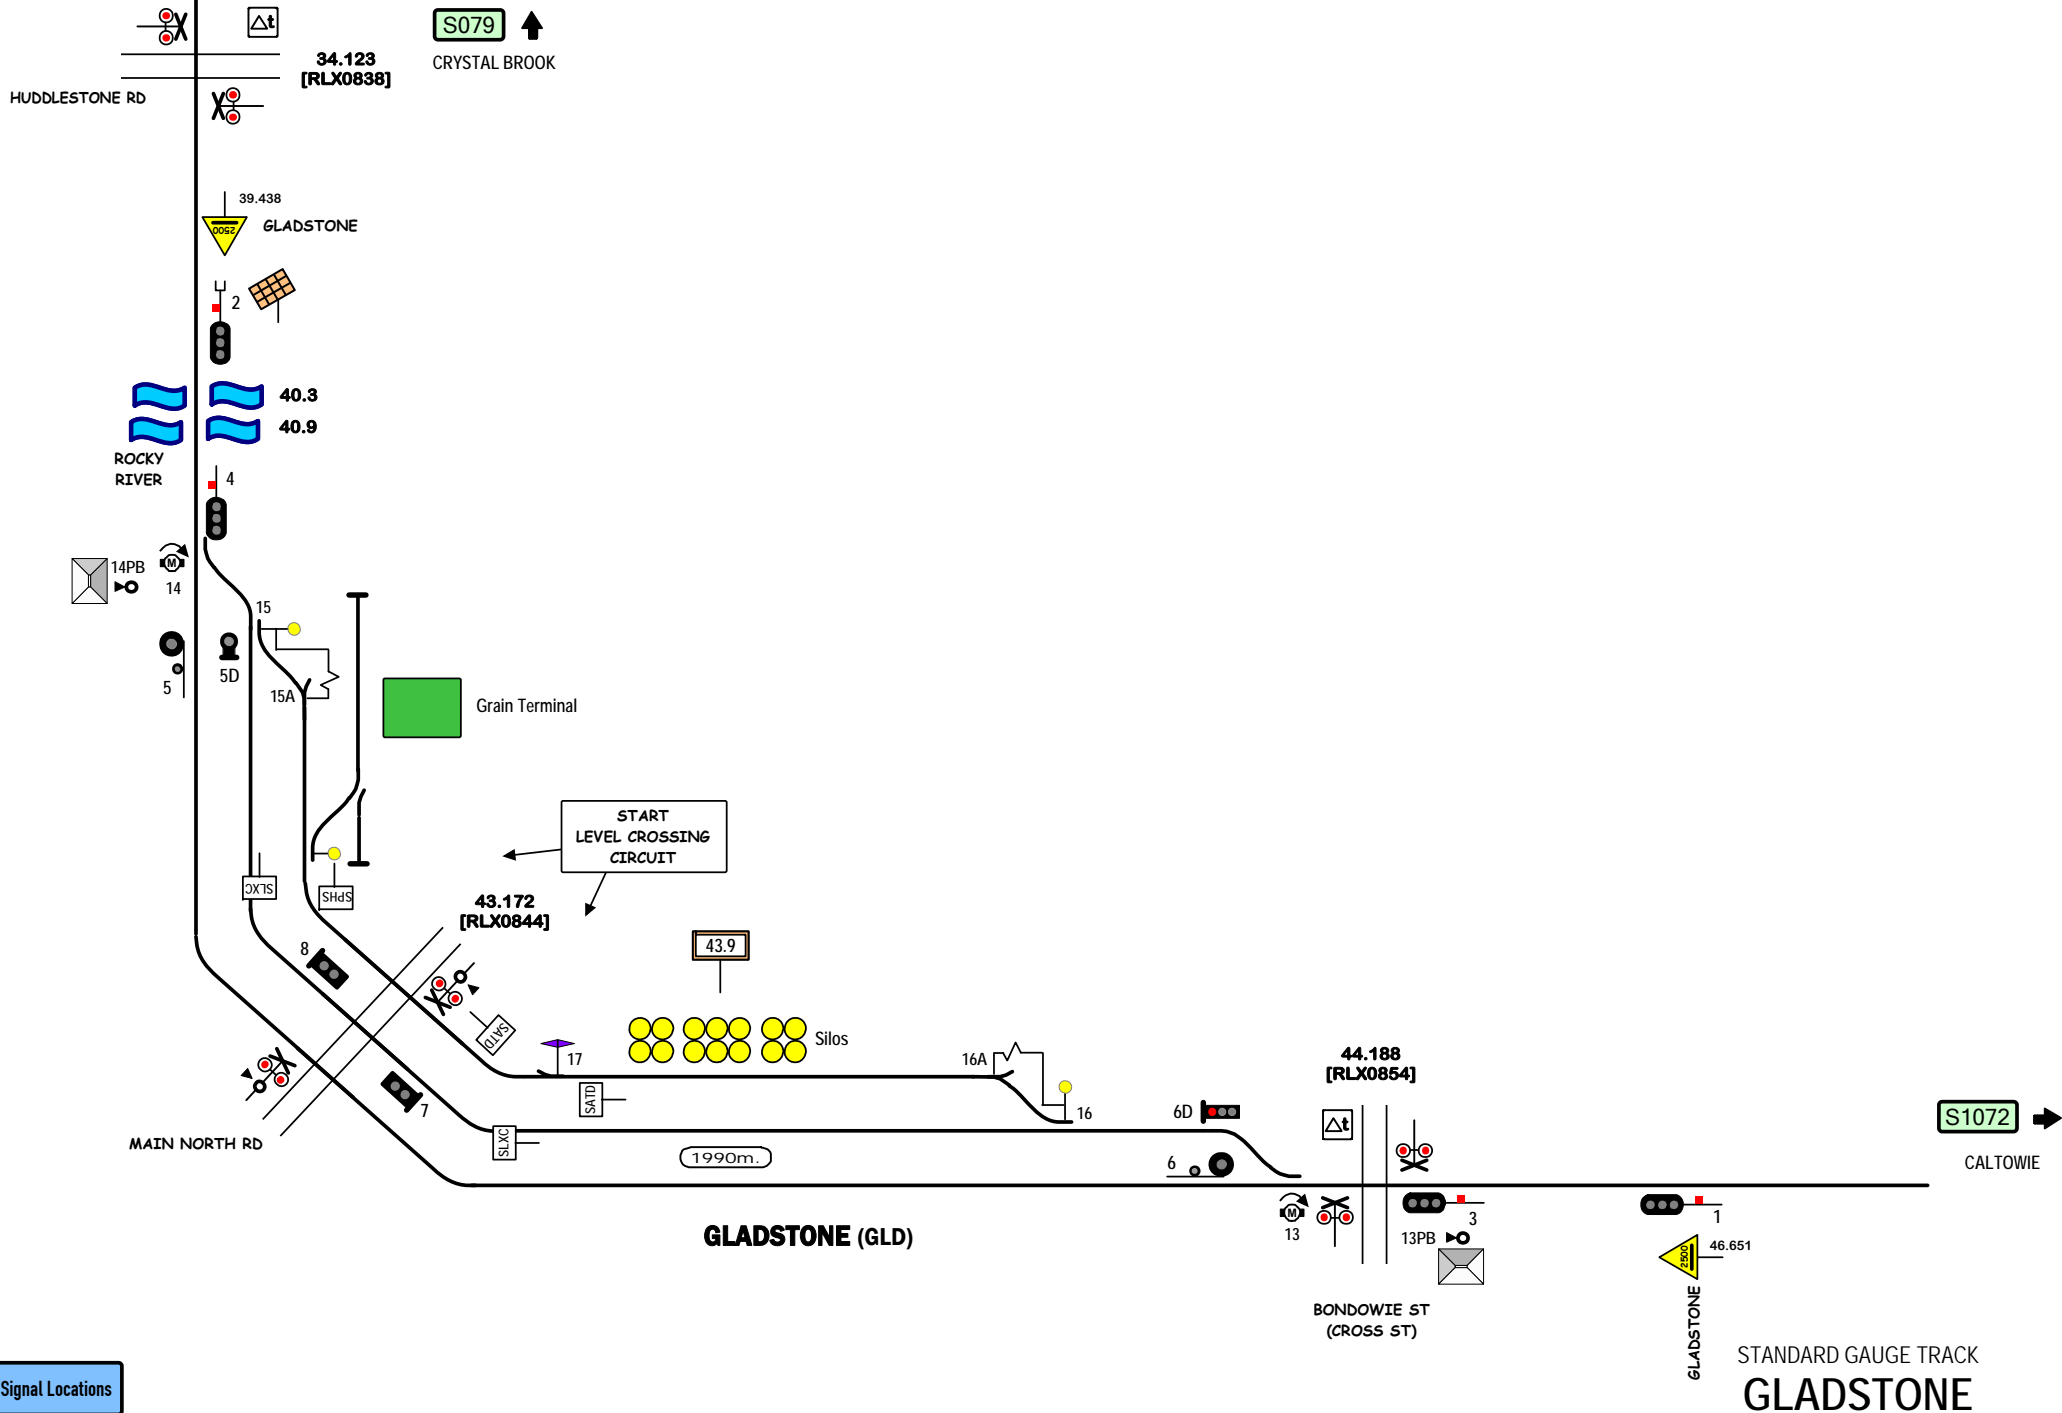 Δt
S079
CRYSTAL BROOK
34.123
[RLX0838]
HUDDLESTONE RD
39.438
2500
GLADSTONE
2
40.3
40.9
ROCKY
RIVER
4
14PB
M
14
15
5
5D
15A
Grain Terminal
START
LEVEL CROSSING
CIRCUIT
SLXC
SPHS
43.172
[RLX0844]
8
43.9
SATD
Silos
17
16A
SATD
16
44.188
[RLX0854]
7
6D
Δt
S1072
MAIN NORTH RD
SLXC
1990m.
6
CALTOWIE
GLADSTONE (GLD)
M
13
3
13PB
1
46.651
2500
GLADSTONE
BONDOWIE ST
(CROSS ST)
STANDARD GAUGE TRACK
GLADSTONE
Signal Locations